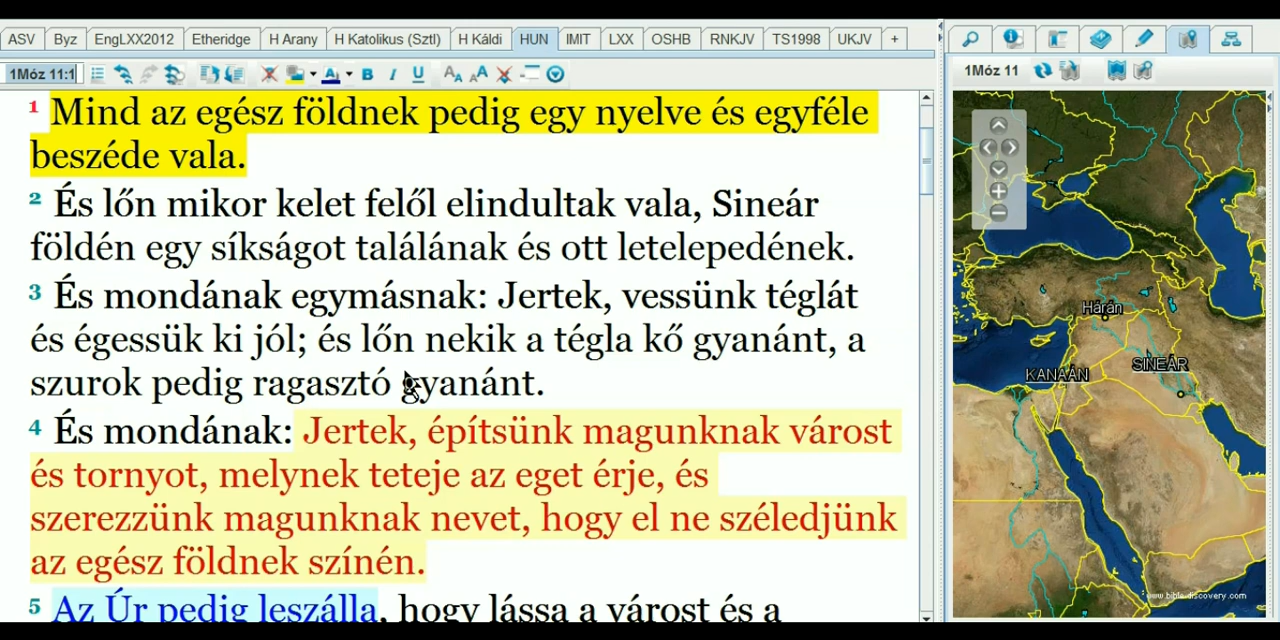 ASV Byz EngLXX2012 Etheridge H Arany H Katolikus (Sztl) H Káldi HUN IMIT LXX OSHB RNKJV TS1998 UKJV +
1Móz 11:1
1 Mind az egész földnek pedig egy nyelve és egyféle
beszéde vala.
2 És lőn mikor kelet felől elindultak vala, Sineár
földén egy síkságot találának és ott letelepedének.
3 És mondának egymásnak: Jertek, vessünk téglát
és égessük ki jól; és lőn nekik a tégla kő gyanánt, a
szurok pedig ragasztó gyanánt.
4 És mondának: Jertek, építsünk magunknak várost
és tornyot, melynek teteje az eget érje, és
szerezzünk magunknak nevet, hogy el ne széledjünk
az egész földnek színén.
5 Az Úr pedig leszálla, hogy lássa a várost és a
1Móz 11
Hárán
KANAÁN
SINEÁR
www.bible-discovery.com